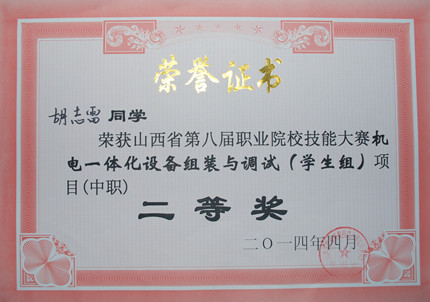 荣誉证书
胡志雷 同学
荣获山西省第八届职业院校技能大赛机
电一体化设备组装与调试(学生组)项
目(中职)
二等奖
二〇一四年四月